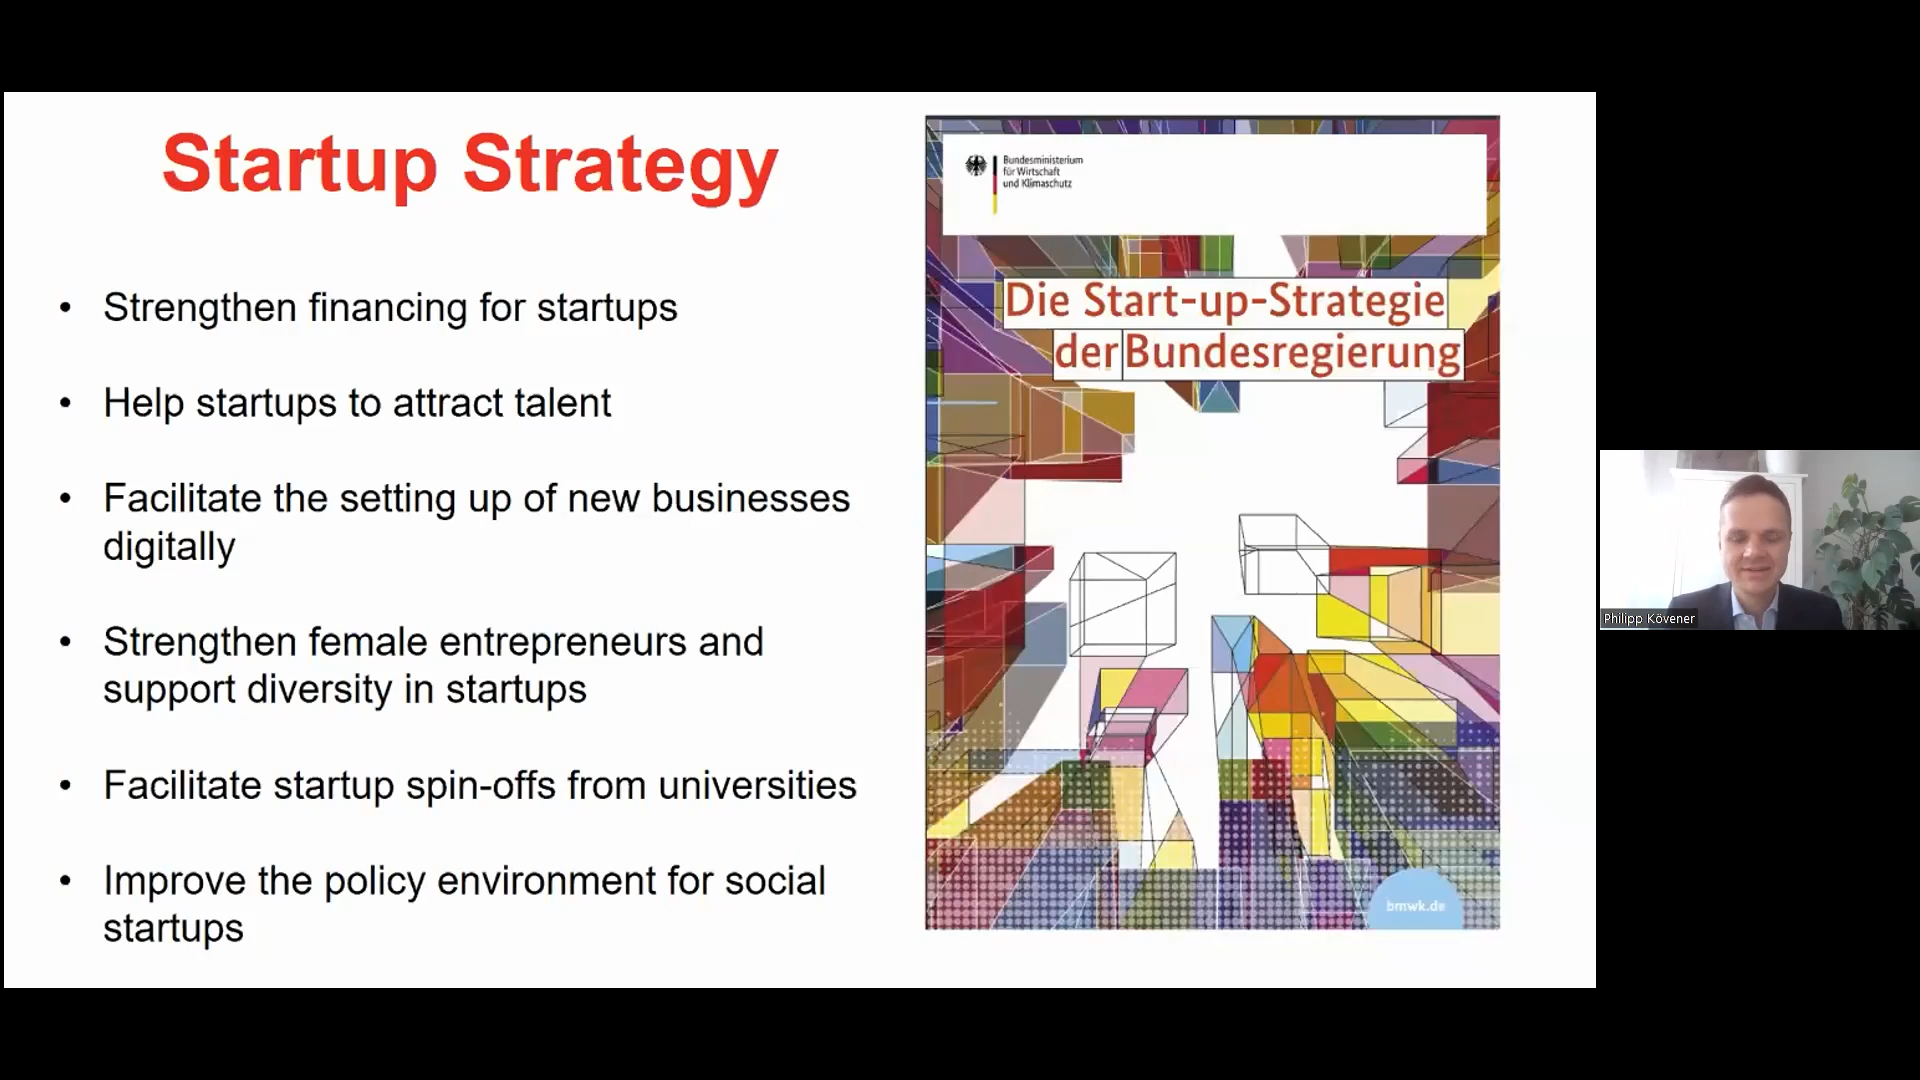 Startup Strategy
• Strengthen financing for startups
• Help startups to attract talent
• Facilitate the setting up of new businesses
digitally
• Strengthen female entrepreneurs and
support diversity in startups
• Facilitate startup spin-offs from universities
• Improve the policy environment for social
startups
Bundesministerium
für Wirtschaft
und Klimaschutz
Die Start-up-Strategie
der Bundesregierung
bmwk.de
Philipp Kövener